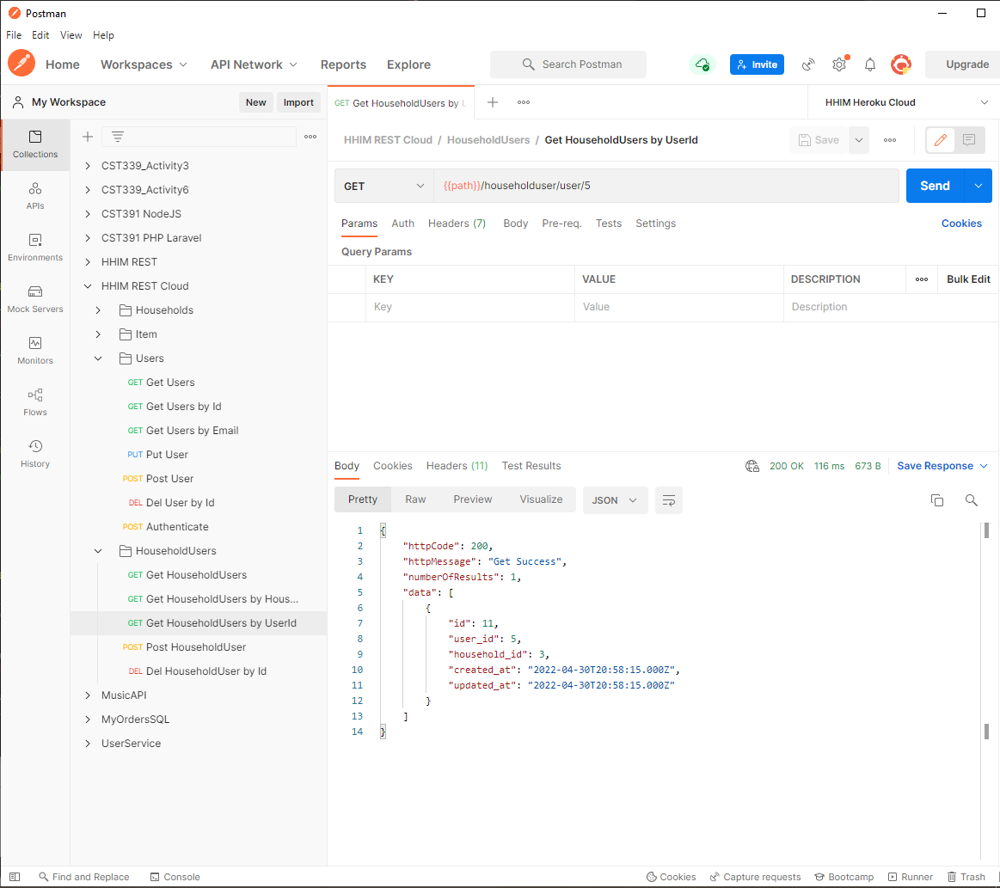 Postman
File Edit View Help
Home Workspaces API Network Reports Explore Search Postman Invite Upgrade
My Workspace New Import
GET Get HouseholdUsers by U
HHIM Heroku Cloud
Collections
APIs
Environments
Mock Servers
Monitors
Flows
History
CST339_Activity3
CST339_Activity6
CST391 NodeJS
CST391 PHP Laravel
HHIM REST
HHIM REST Cloud
Households
Item
Users
GET Get Users
GET Get Users by Id
GET Get Users by Email
PUT Put User
POST Post User
DEL Del User by Id
POST Authenticate
HouseholdUsers
GET Get HouseholdUsers
GET Get HouseholdUsers by Hous...
GET Get HouseholdUsers by UserId
POST Post HouseholdUser
DEL Del HouseholdUser by Id
MusicAPI
MyOrdersSQL
UserService
HHIM REST Cloud / HouseholdUsers / Get HouseholdUsers by UserId
Save
GET {{path}}/householduser/user/5 Send
Params Auth Headers (7) Body Pre-req. Tests Settings Cookies
Query Params
KEY VALUE DESCRIPTION Bulk Edit
Key Value Description
Body Cookies Headers (11) Test Results 200 OK 116 ms 673 B Save Response
Pretty Raw Preview Visualize JSON
1 {
2 "httpCode": 200,
3 "httpMessage": "Get Success",
4 "numberOfResults": 1,
5 "data": [
6 {
7 "id": 11,
8 "user_id": 5,
9 "household_id": 3,
10 "created_at": "2022-04-30T20:58:15.000Z",
11 "updated_at": "2022-04-30T20:58:15.000Z"
12 }
13 ]
14 }
Find and Replace Console Cookies Capture requests Bootcamp Runner Trash